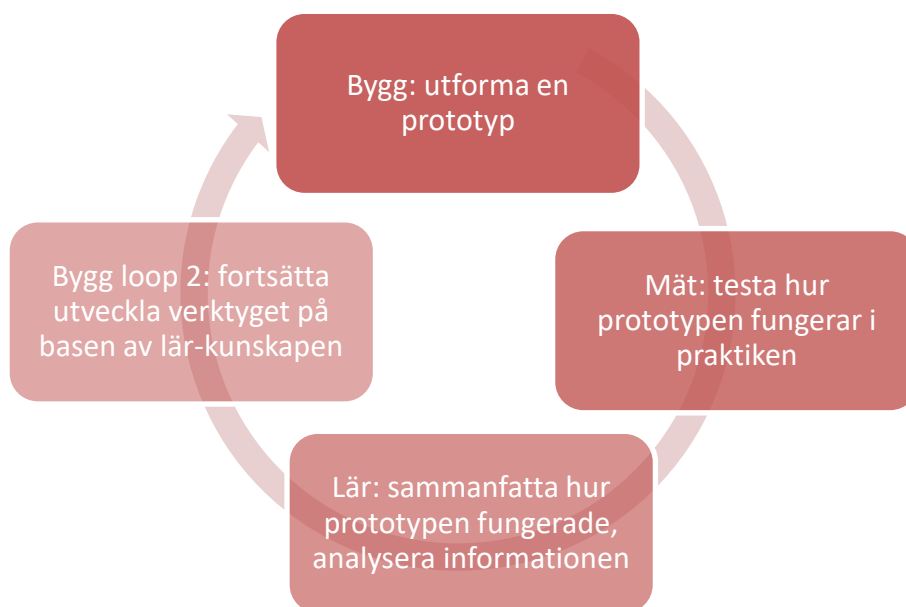 Bygg: utforma en
prototyp
Mät: testa hur
prototypen fungerar i
praktiken
Lär: sammanfatta hur
prototypen fungerade,
analysera informationen
Bygg loop 2: fortsätta
utveckla verktyget på
basen av lär-kunskapen